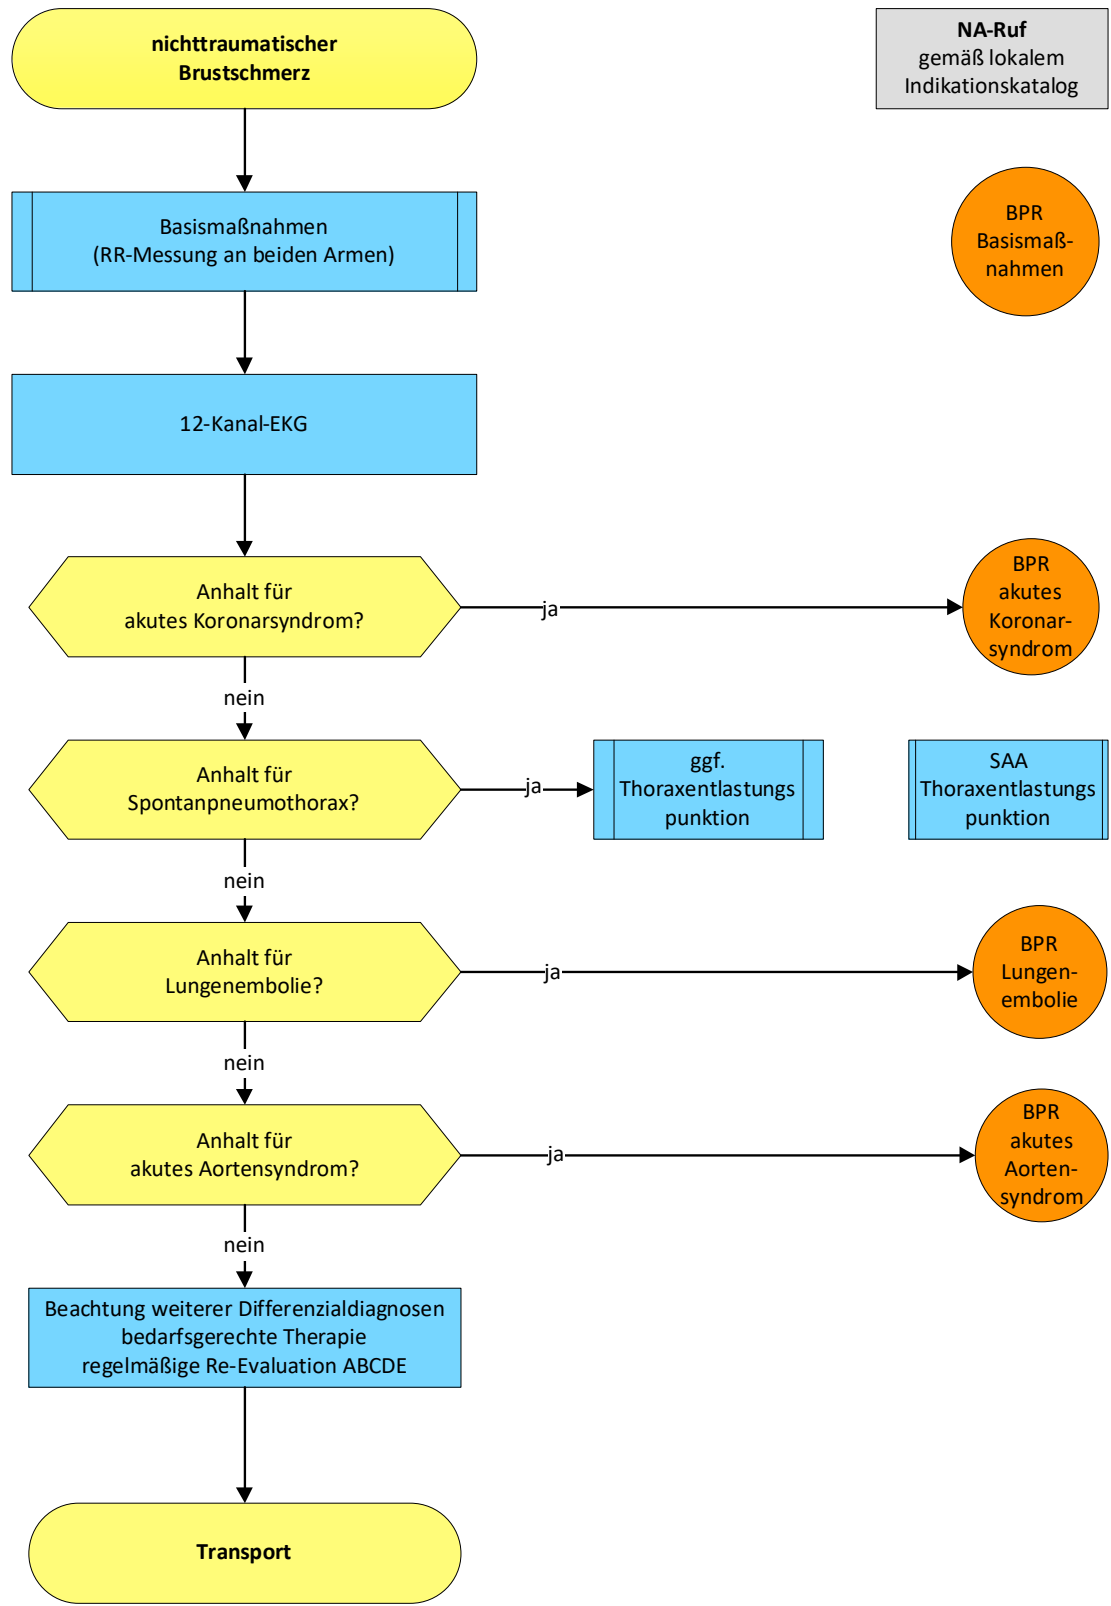 nichttraumatischer
Brustschmerz
NA-Ruf
gemäß lokalem
Indikationskatalog
Basismaßnahmen
(RR-Messung an beiden Armen)
BPR
Basismaß-
nahmen
12-Kanal-EKG
Anhalt für
akutes Koronarsyndrom?
ja
BPR
akutes
Koronar-
syndrom
nein
Anhalt für
Spontanpneumothorax?
ja
ggf.
Thoraxentlastungs
punktion
SAA
Thoraxentlastungs
punktion
nein
Anhalt für
Lungenembolie?
ja
BPR
Lungen-
embolie
nein
Anhalt für
akutes Aortensyndrom?
ja
BPR
akutes
Aorten-
syndrom
nein
Beachtung weiterer Differenzialdiagnosen
bedarfsgerechte Therapie
regelmäßige Re-Evaluation ABCDE
Transport